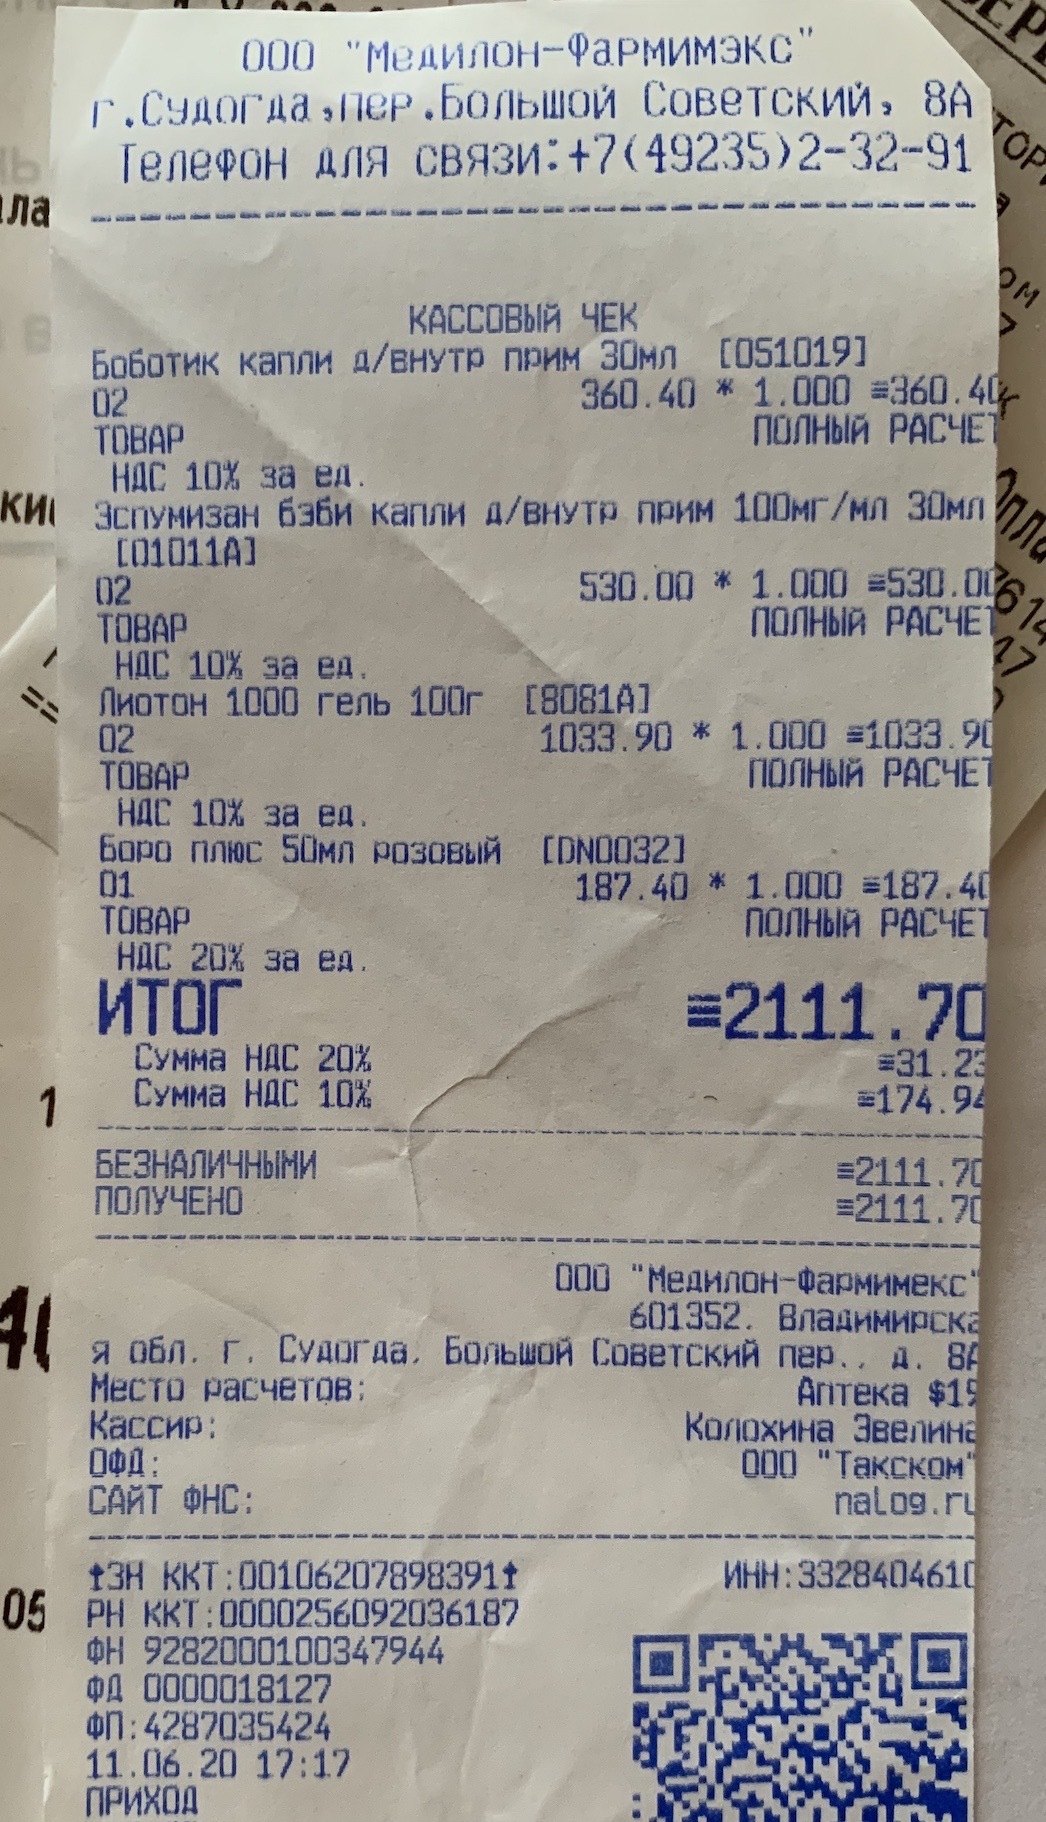 ООО "Медилон-Фармимэкс"
г.Судогда,пер.Большой Советский, 8А
Телефон для связи:+7(49235)2-32-91
КАССОВЫЙ ЧЕК
Боботик капли д/внутр прим 30мл [051019]
02 360.40 * 1.000 ≡360.40
ТОВАР ПОЛНЫЙ РАСЧЕТ
НДС 10% за ед.
Эспумизан бэби капли д/внутр прим 100мг/мл 30мл
[01011A]
02 530.00 * 1.000 ≡530.00
ТОВАР ПОЛНЫЙ РАСЧЕТ
НДС 10% за ед.
Лиотон 1000 гель 100г [8081A]
02 1033.90 * 1.000 ≡1033.90
ТОВАР ПОЛНЫЙ РАСЧЕТ
НДС 10% за ед.
Боро плюс 50мл розовый [DN0032]
01 187.40 * 1.000 ≡187.40
ТОВАР ПОЛНЫЙ РАСЧЕТ
НДС 20% за ед.
ИТОГ ≡2111.70
Сумма НДС 20% ≡31.23
Сумма НДС 10% ≡174.94
БЕЗНАЛИЧНЫМИ ≡2111.70
ПОЛУЧЕНО ≡2111.70
ООО "Медилон-Фармимекс"
601352. Владимирска
я обл. г. Судогда, Большой Советский пер., д. 8А
Место расчетов: Аптека $19
Кассир: Колохина Эвелина
ОФД: ООО "Такском"
САЙТ ФНС: nalog.ru
↑ЗН ККТ:00106207898391↑ ИНН:3328404610
РН ККТ:0000256092036187
ФН 9282000100347944
ФД 0000018127
ФП:4287035424
11.06.20 17:17
ПРИХОД